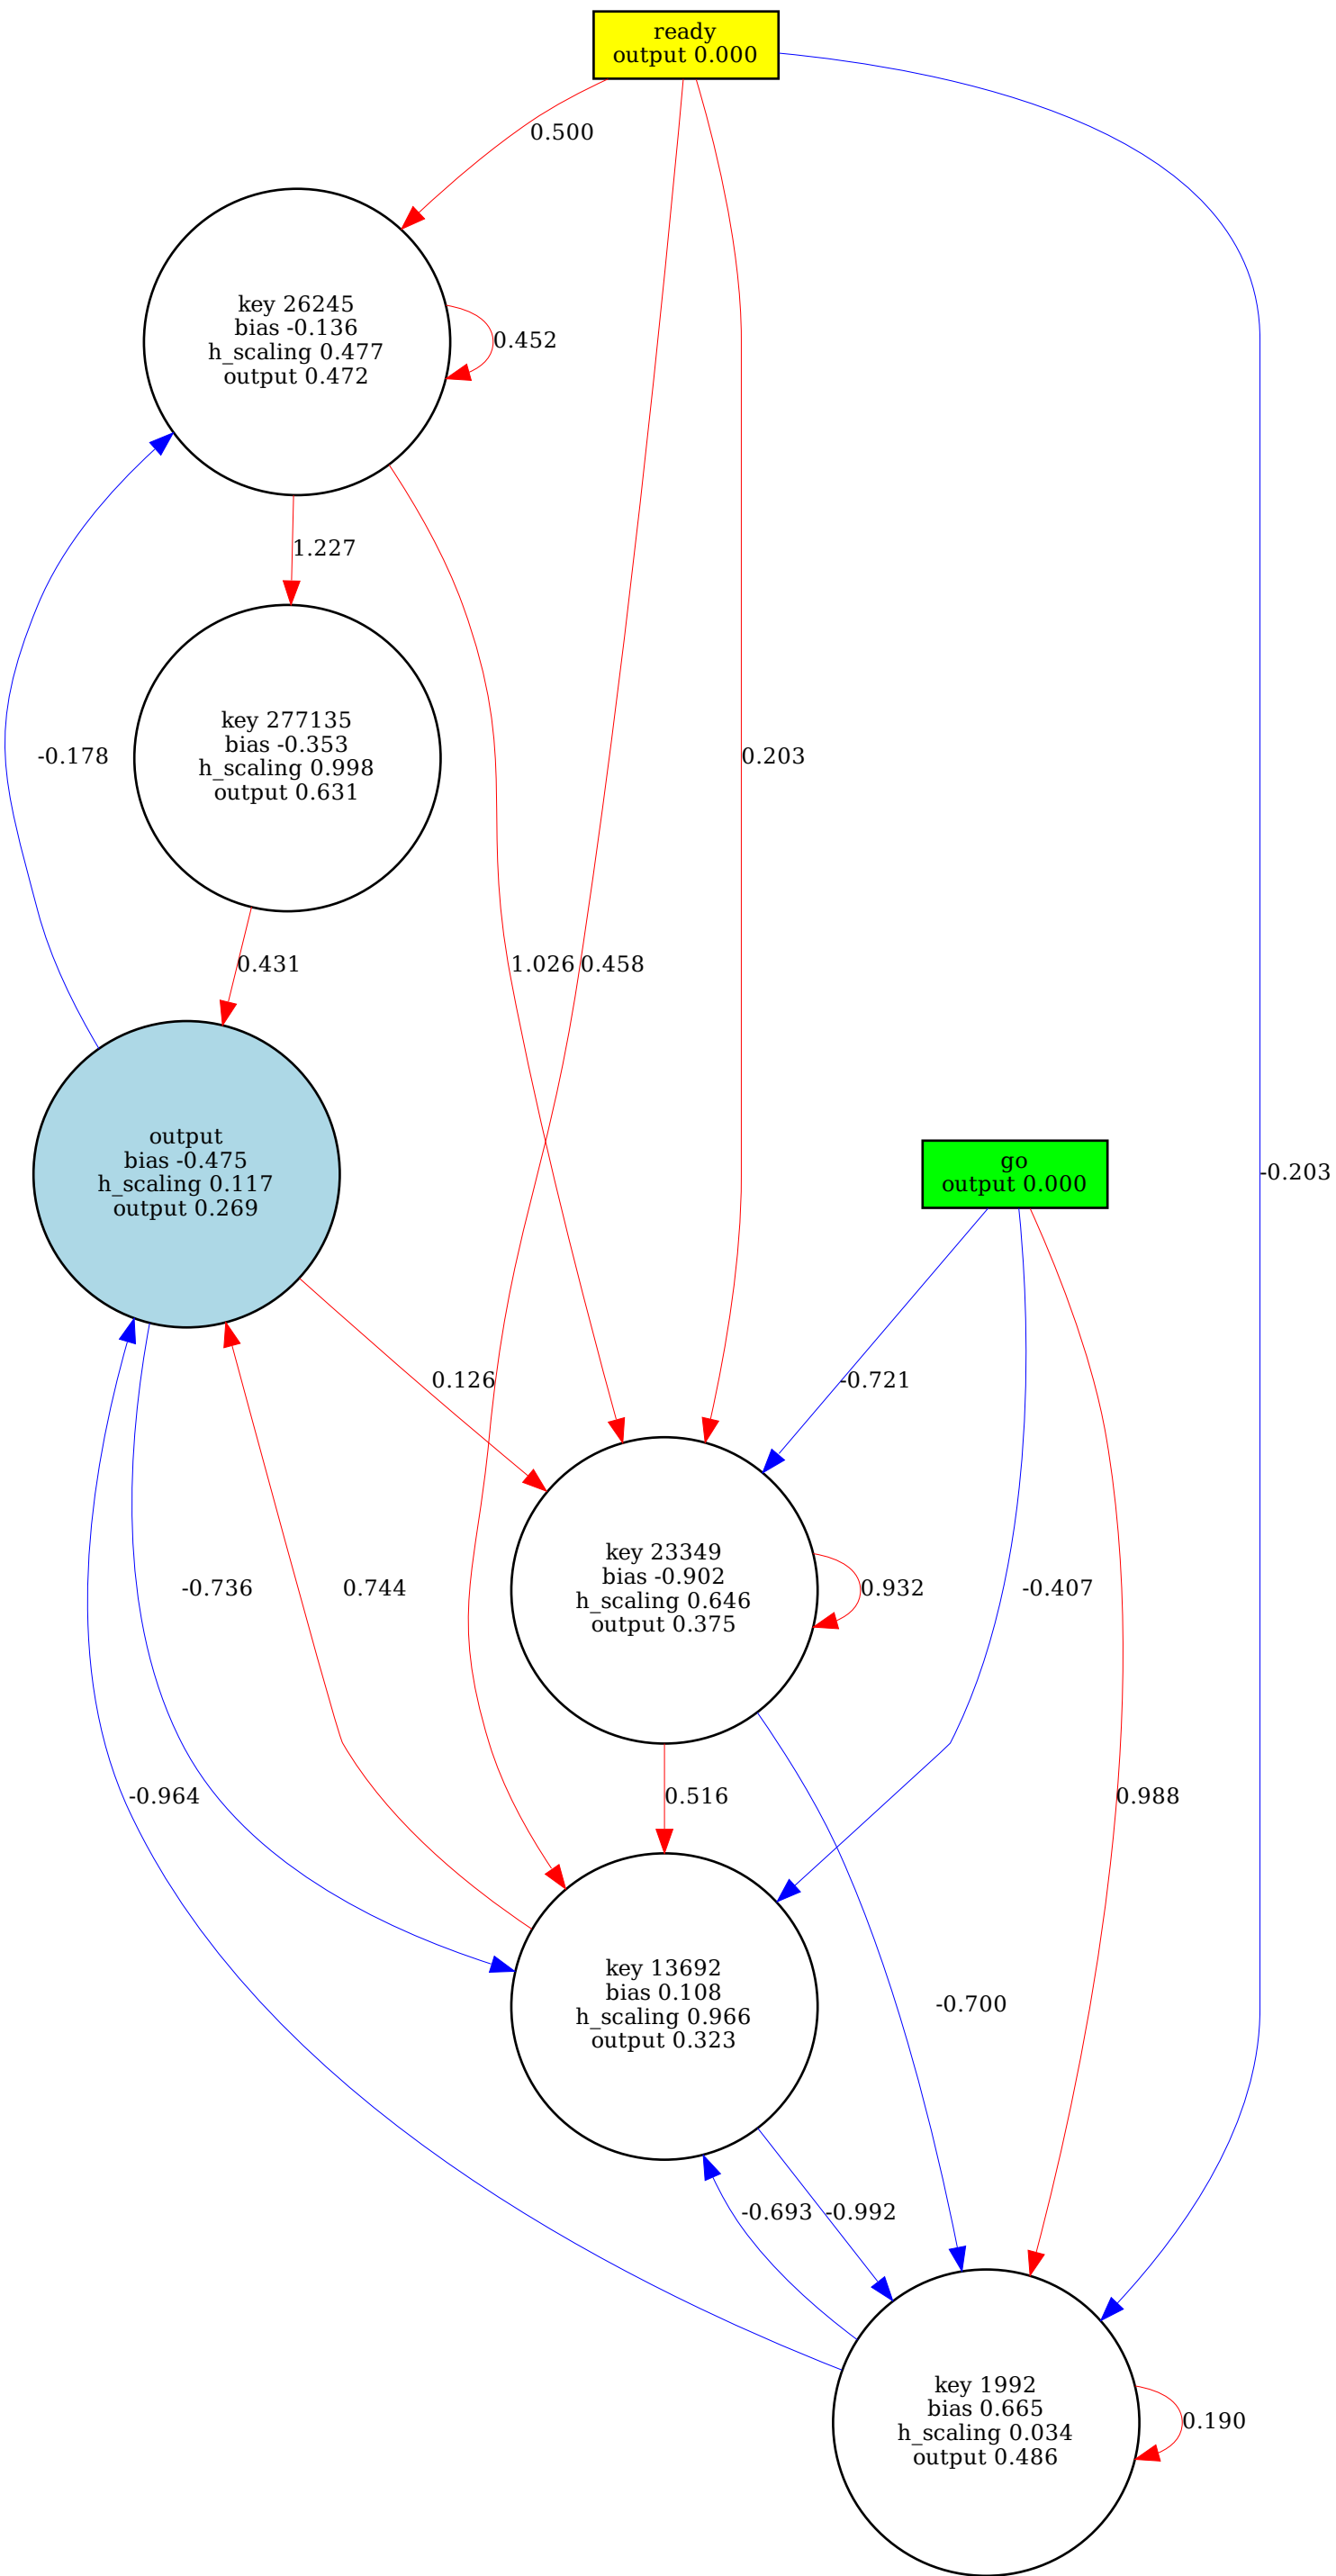 ready
output 0.000
0.500
key 26245
bias -0.136
h_scaling 0.477
output 0.472
0.452
1.227
key 277135
bias -0.353
h_scaling 0.998
output 0.631
-0.178
0.203
0.431
1.026
0.458
output
bias -0.475
h_scaling 0.117
output 0.269
go
output 0.000
-0.203
0.126
-0.721
key 23349
bias -0.902
h_scaling 0.646
output 0.375
0.932
-0.736
0.744
-0.407
-0.964
0.516
0.988
key 13692
bias 0.108
h_scaling 0.966
output 0.323
-0.700
-0.693
-0.992
key 1992
bias 0.665
h_scaling 0.034
output 0.486
0.190